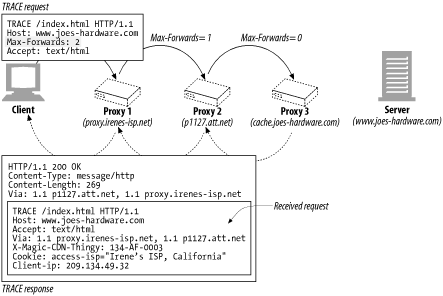 TRACE request
TRACE /index.html HTTP/1.1
Host: www.joes-hardware.com
Max-Forwards: 2
Accept: text/html
Max-Forwards= 1
Max-Forwards= 0
Client
Proxy 1
(proxy.irenes-isp.net)
Proxy 2
(p1127.att.net)
Proxy 3
(cache.joes-hardware.com)
Server
(www.joes-hardware.com)
HTTP/1.1 200 OK
Content-Type: message/http
Content-Length: 269
Via: 1.1 p1127.att.net, 1.1 proxy.irenes-isp.net
TRACE /index.html HTTP/1.1
Host: www.joes-hardware.com
Accept: text/html
Via: 1.1 proxy.irenes-isp.net, 1.1 p1127.att.net
X-Magic-CDN-Thingy: 134-AF-0003
Cookie: access-isp="Irene's ISP, California"
Client-ip: 209.134.49.32
Received request
TRACE response